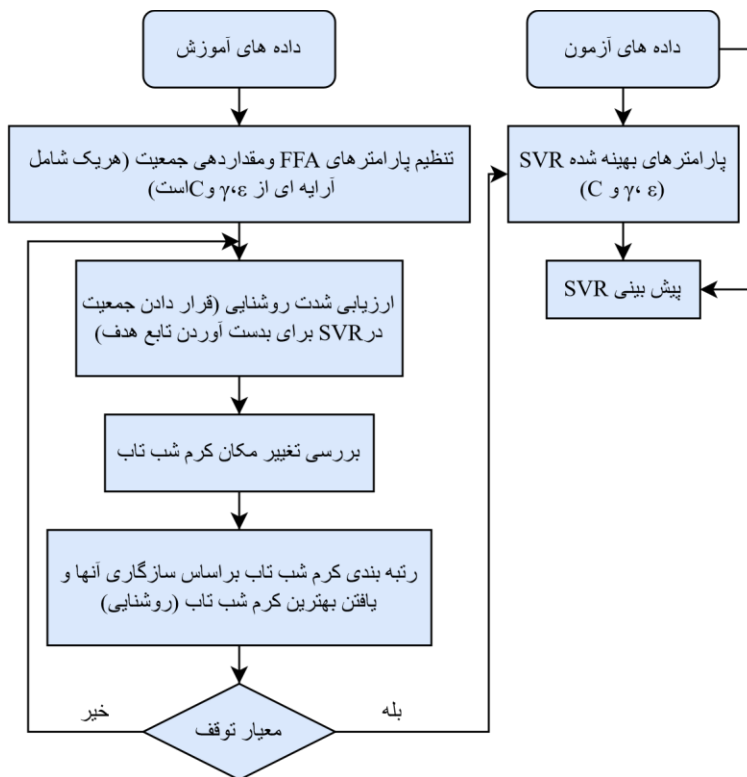 داده های آموزش
تنظیم پارامترهای FFA ومقداردهی جمعیت (هریک شامل
آرایه ای از γ،ε وCاست)
ارزیابی شدت روشنایی (قرار دادن جمعیت
درSVR برای بدست آوردن تابع هدف)
بررسی تغییر مکان کرم شب تاب
رتبه بندی کرم شب تاب براساس سازگاری آنها و
یافتن بهترین کرم شب تاب (روشنایی)
معیار توقف
خیر
بله
داده های آزمون
پارامترهای بهینه شده SVR
(γ، ε و C)
پیش بینی SVR